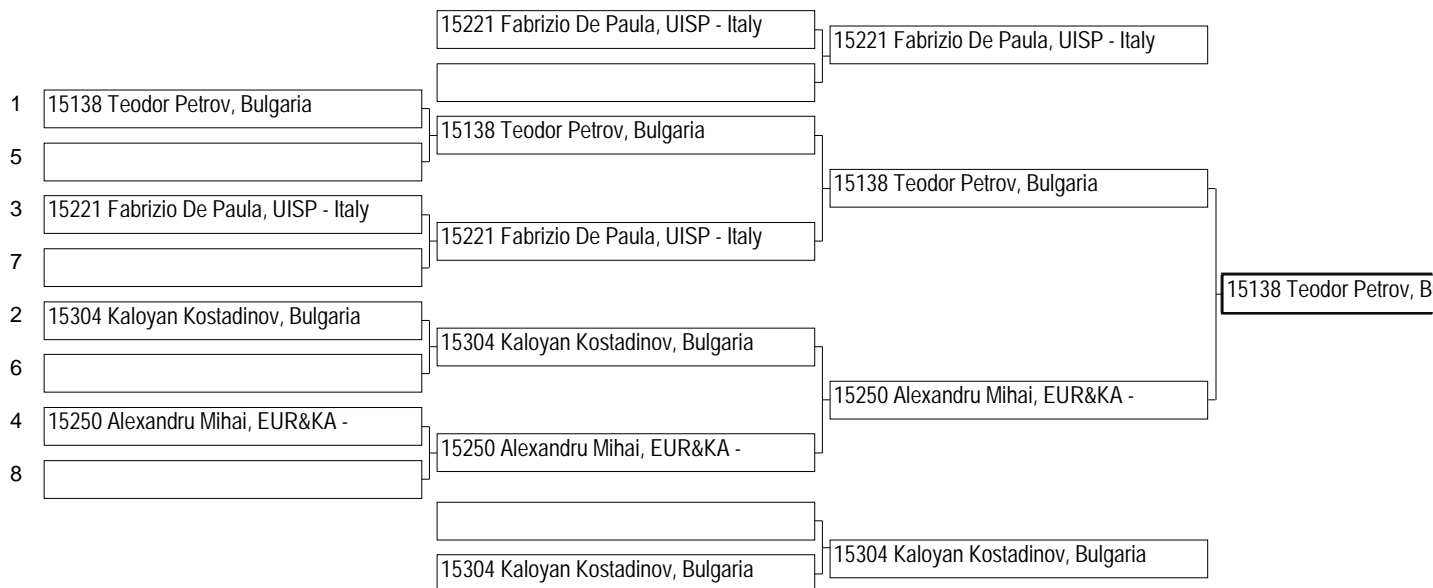 15221 Fabrizio De Paula, UISP - Italy
15221 Fabrizio De Paula, UISP - Italy
1 15138 Teodor Petrov, Bulgaria
15138 Teodor Petrov, Bulgaria
5
15138 Teodor Petrov, Bulgaria
3 15221 Fabrizio De Paula, UISP - Italy
15221 Fabrizio De Paula, UISP - Italy
7
15138 Teodor Petrov, B
2 15304 Kaloyan Kostadinov, Bulgaria
15304 Kaloyan Kostadinov, Bulgaria
6
15250 Alexandru Mihai, EUR&KA -
4 15250 Alexandru Mihai, EUR&KA -
15250 Alexandru Mihai, EUR&KA -
8
15304 Kaloyan Kostadinov, Bulgaria
15304 Kaloyan Kostadinov, Bulgaria